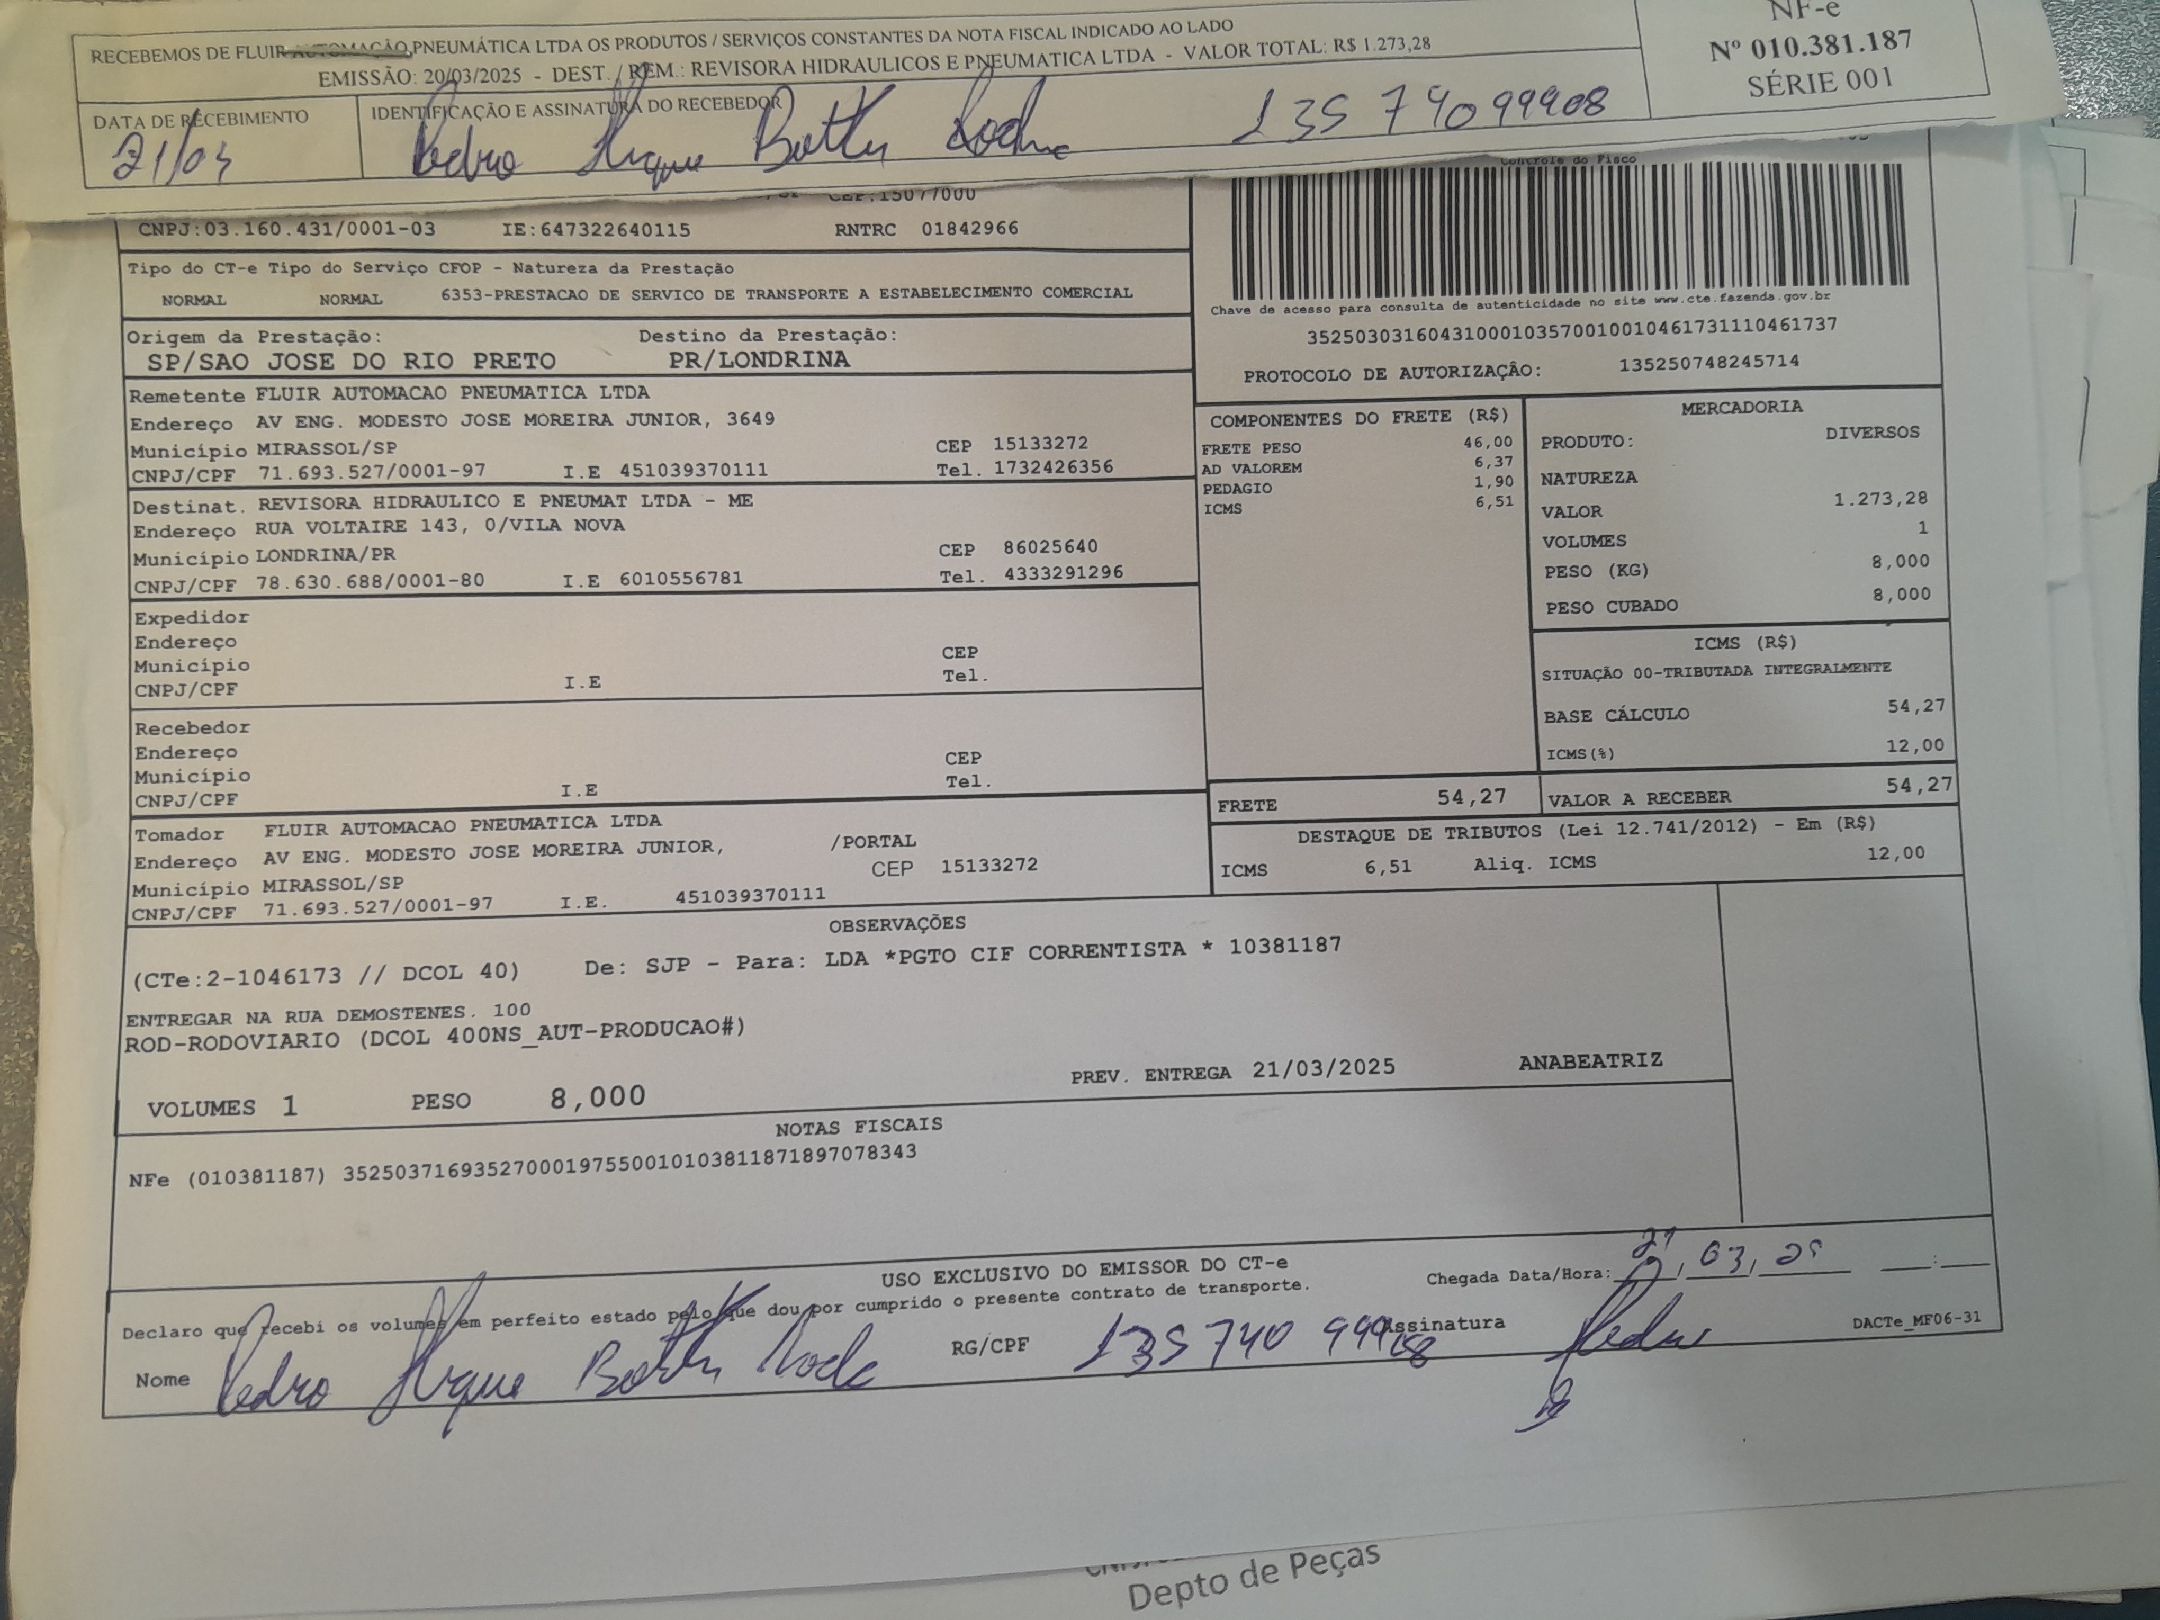 RECEBEMOS DE FLUIR AUTOMAÇÃO PNEUMÁTICA LTDA OS PRODUTOS / SERVIÇOS CONSTANTES DA NOTA FISCAL INDICADO AO LADO
EMISSÃO: 20/03/2025 - DEST. / REM.: REVISORA HIDRAULICOS E PNEUMATICA LTDA - VALOR TOTAL: R$ 1.273,28
NF-e
Nº 010.381.187
SÉRIE 001
DATA DE RECEBIMENTO
21/03
IDENTIFICAÇÃO E ASSINATURA DO RECEBEDOR
Pedro
135 740 999 08
CEP:15077000
CNPJ:03.160.431/0001-03 IE:647322640115 RNTRC 01842966
Controle do Fisco
Tipo do CT-e Tipo do Serviço CFOP - Natureza da Prestação
NORMAL NORMAL 6353-PRESTACAO DE SERVICO DE TRANSPORTE A ESTABELECIMENTO COMERCIAL
Chave de acesso para consulta de autenticidade no site www.cte.fazenda.gov.br
35250303160431000103570010010461731110461737
PROTOCOLO DE AUTORIZAÇÃO: 135250748245714
Origem da Prestação: Destino da Prestação:
SP/SAO JOSE DO RIO PRETO PR/LONDRINA
Remetente FLUIR AUTOMACAO PNEUMATICA LTDA
Endereço AV ENG. MODESTO JOSE MOREIRA JUNIOR, 3649
Município MIRASSOL/SP CEP 15133272
CNPJ/CPF 71.693.527/0001-97 I.E 451039370111 Tel. 1732426356
Destinat. REVISORA HIDRAULICO E PNEUMAT LTDA - ME
Endereço RUA VOLTAIRE 143, 0/VILA NOVA
Município LONDRINA/PR CEP 86025640
CNPJ/CPF 78.630.688/0001-80 I.E 6010556781 Tel. 4333291296
Expedidor
Endereço
Município CEP
CNPJ/CPF I.E Tel.
Recebedor
Endereço
Município CEP
CNPJ/CPF I.E Tel.
Tomador FLUIR AUTOMACAO PNEUMATICA LTDA
Endereço AV ENG. MODESTO JOSE MOREIRA JUNIOR, /PORTAL
Município MIRASSOL/SP CEP 15133272
CNPJ/CPF 71.693.527/0001-97 I.E. 451039370111
COMPONENTES DO FRETE (R$)
FRETE PESO 46,00
AD VALOREM 6,37
PEDAGIO 1,90
ICMS 6,51
MERCADORIA
PRODUTO: DIVERSOS
NATUREZA
VALOR 1.273,28
VOLUMES 1
PESO (KG) 8,000
PESO CUBADO 8,000
ICMS (R$)
SITUAÇÃO 00-TRIBUTADA INTEGRALMENTE
BASE CÁLCULO 54,27
ICMS(%) 12,00
FRETE 54,27 VALOR A RECEBER 54,27
DESTAQUE DE TRIBUTOS (Lei 12.741/2012) - Em (R$)
ICMS 6,51 Aliq. ICMS 12,00
OBSERVAÇÕES
(CTe:2-1046173 // DCOL 40) De: SJP - Para: LDA *PGTO CIF CORRENTISTA * 10381187
ENTREGAR NA RUA DEMOSTENES. 100
ROD-RODOVIARIO (DCOL 400NS_AUT-PRODUCAO#)
PREV. ENTREGA 21/03/2025 ANABEATRIZ
VOLUMES 1 PESO 8,000
NOTAS FISCAIS
NFe (010381187) 35250371693527000197550010103811871897078343
USO EXCLUSIVO DO EMISSOR DO CT-e
Chegada Data/Hora: 21, 03, 25 __:__
Declaro que recebi os volumes em perfeito estado pelo que dou por cumprido o presente contrato de transporte.
Nome Pedro RG/CPF 135 740 999 08 Assinatura Pedro
DACTe_MF06-31
Depto de Peças